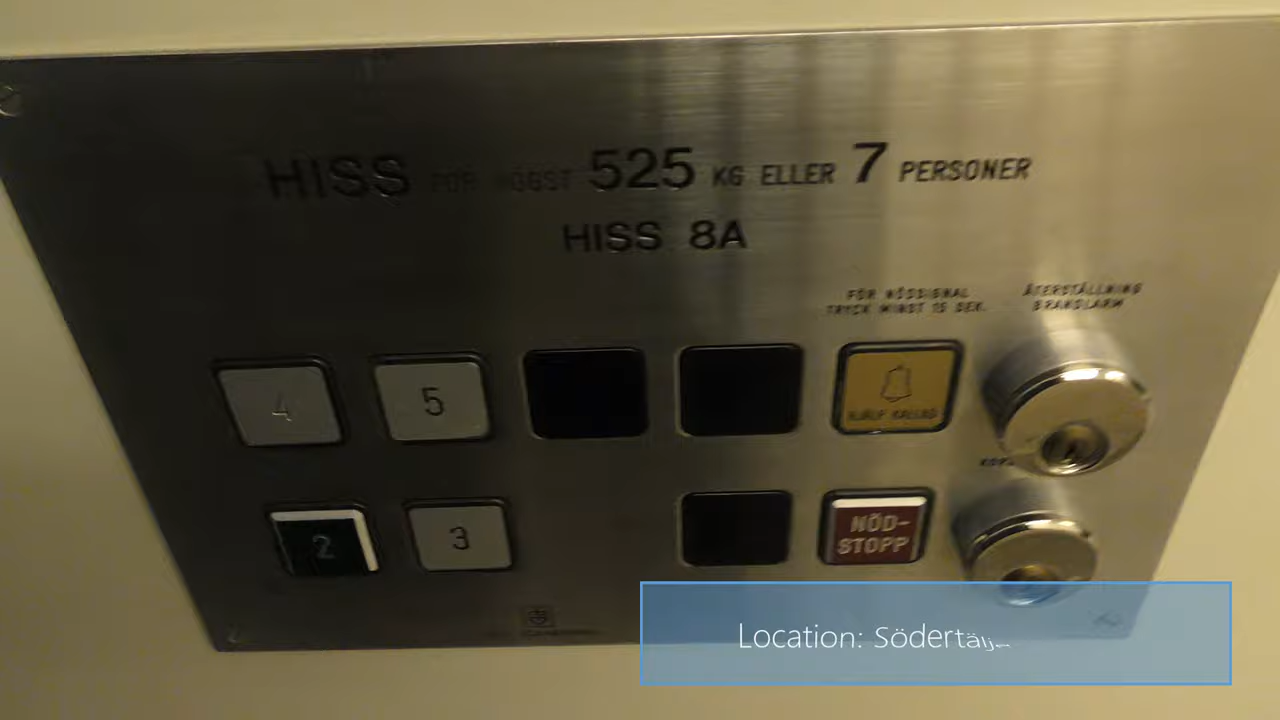 HISS FÖR HÖGST 525 KG ELLER 7 PERSONER
HISS 8A
FÖR NÖDSIGNAL
TRYCK MINST 15 SEK.
ÅTERSTÄLLNING
BRANDLARM
4
5
HJÄLP KALLAD
2
3
NÖD-
STOPP
Location: Södertälj